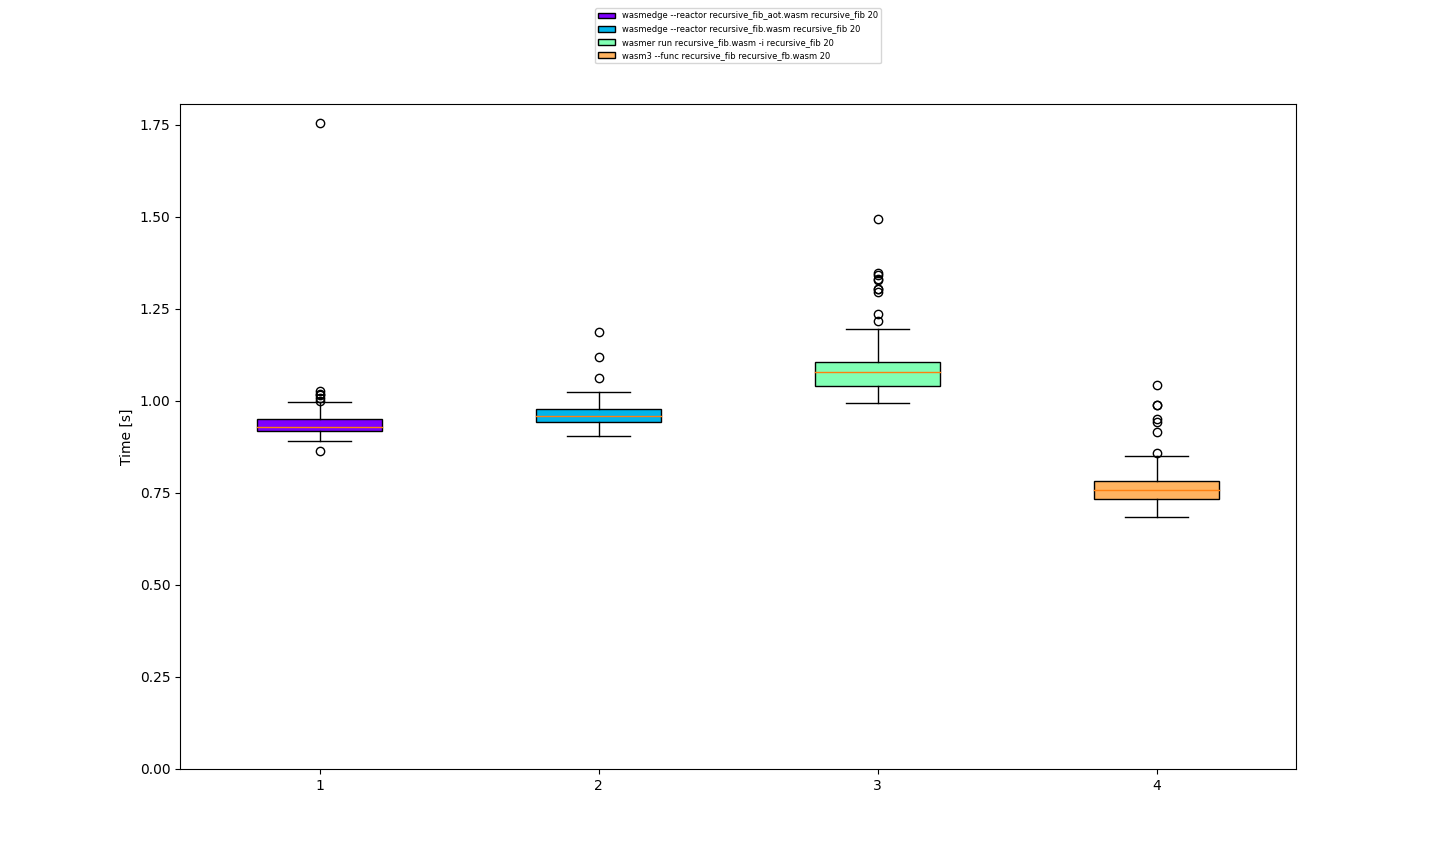 wasmedge --reactor recursive_fib_aot.wasm recursive_fib 20
wasmedge --reactor recursive_fib.wasm recursive_fib 20
wasmer run recursive_fib.wasm -i recursive_fib 20
wasm3 --func recursive_fib recursive_fb.wasm 20
1.75
1.50
1.25
1.00
0.75
0.50
0.25
0.00
Time [s]
1 2 3 4